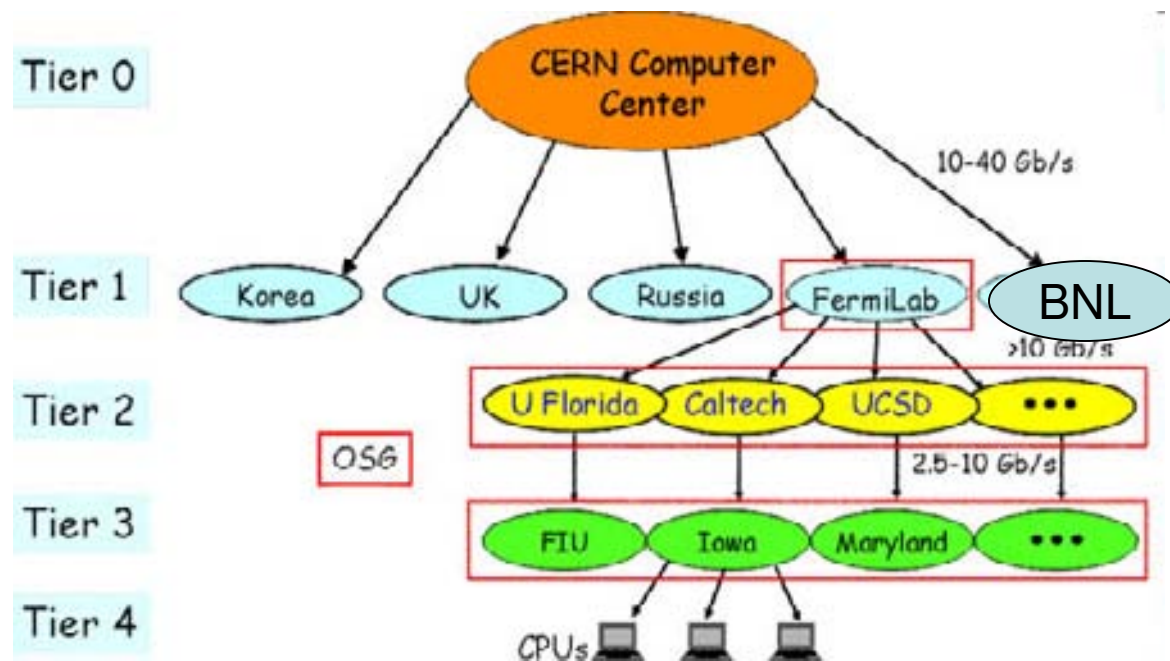 Tier 0
CERN Computer
Center
10-40 Gb/s
Tier 1
Korea
UK
Russia
FermiLab
BNL
>10 Gb/s
Tier 2
U Florida
Caltech
UCSD
•••
OSG
2.5-10 Gb/s
Tier 3
FIU
Iowa
Maryland
•••
Tier 4
CPUs